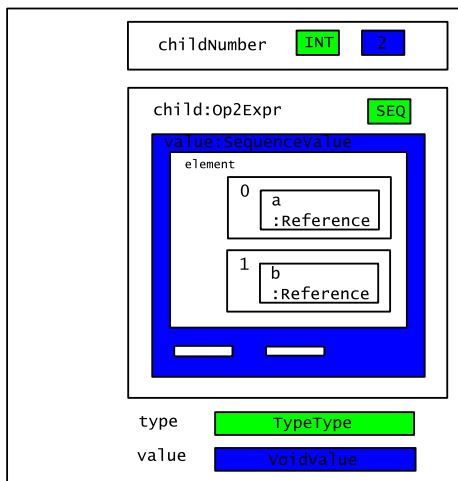 childNumber INT 2
child:Op2Expr SEQ
value:SequenceValue
element
0 a
:Reference
1 b
:Reference
type TypeType
value VoidValue